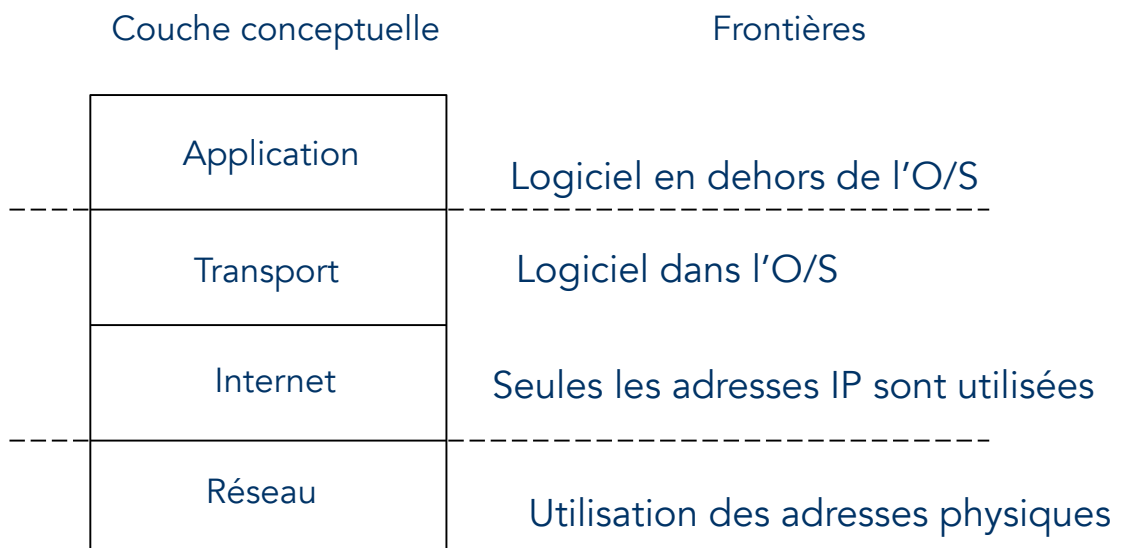 Couche conceptuelle
Frontières
Application
Logiciel en dehors de l’O/S
Transport
Logiciel dans l’O/S
Internet
Seules les adresses IP sont utilisées
Réseau
Utilisation des adresses physiques